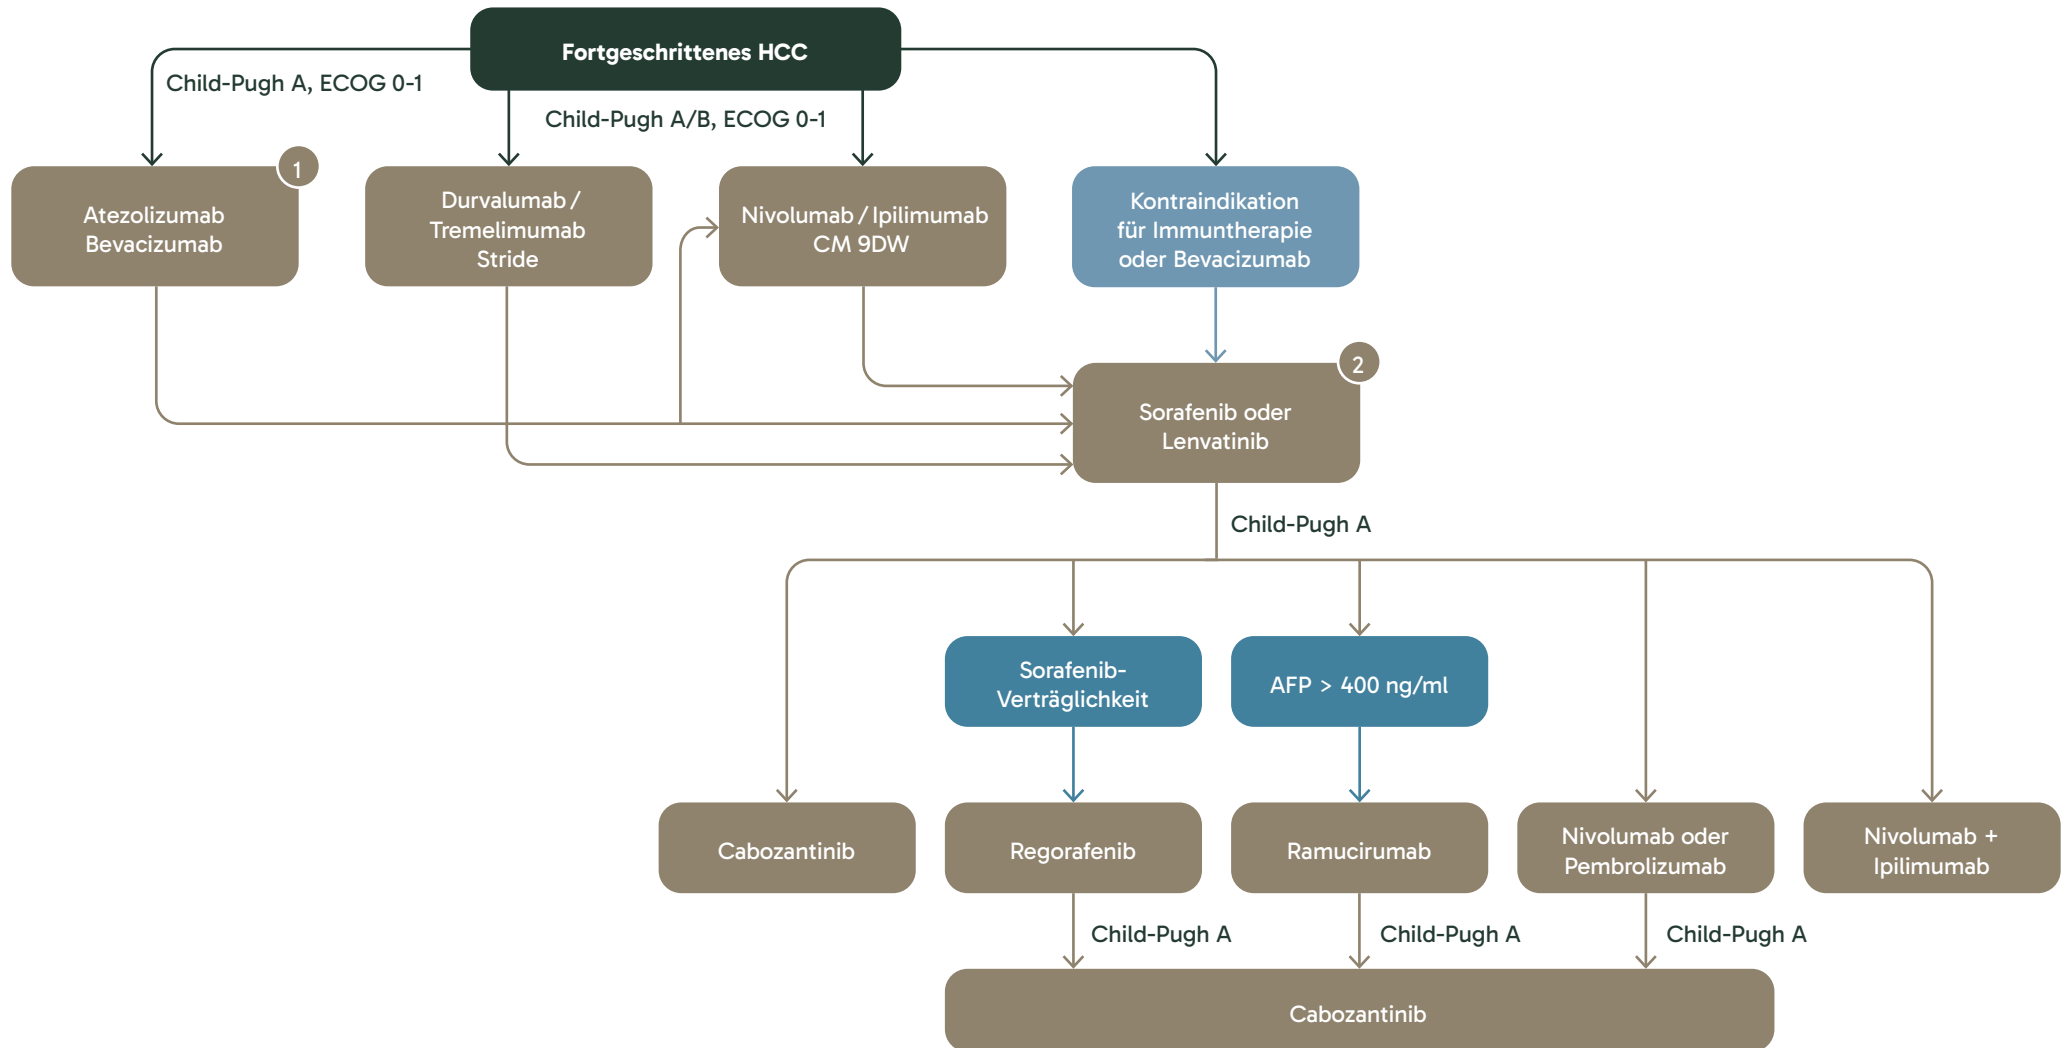 Fortgeschrittenes HCC
Child-Pugh A, ECOG 0-1
Child-Pugh A/B, ECOG 0-1
1
Atezolizumab
Bevacizumab
Durvalumab /
Tremelimumab
Stride
Nivolumab / Ipilimumab
CM 9DW
Kontraindikation
für Immuntherapie
oder Bevacizumab
2
Sorafenib oder
Lenvatinib
Child-Pugh A
Sorafenib-
Verträglichkeit
AFP > 400 ng/ml
Cabozantinib
Regorafenib
Ramucirumab
Nivolumab oder
Pembrolizumab
Nivolumab +
Ipilimumab
Child-Pugh A
Child-Pugh A
Child-Pugh A
Cabozantinib